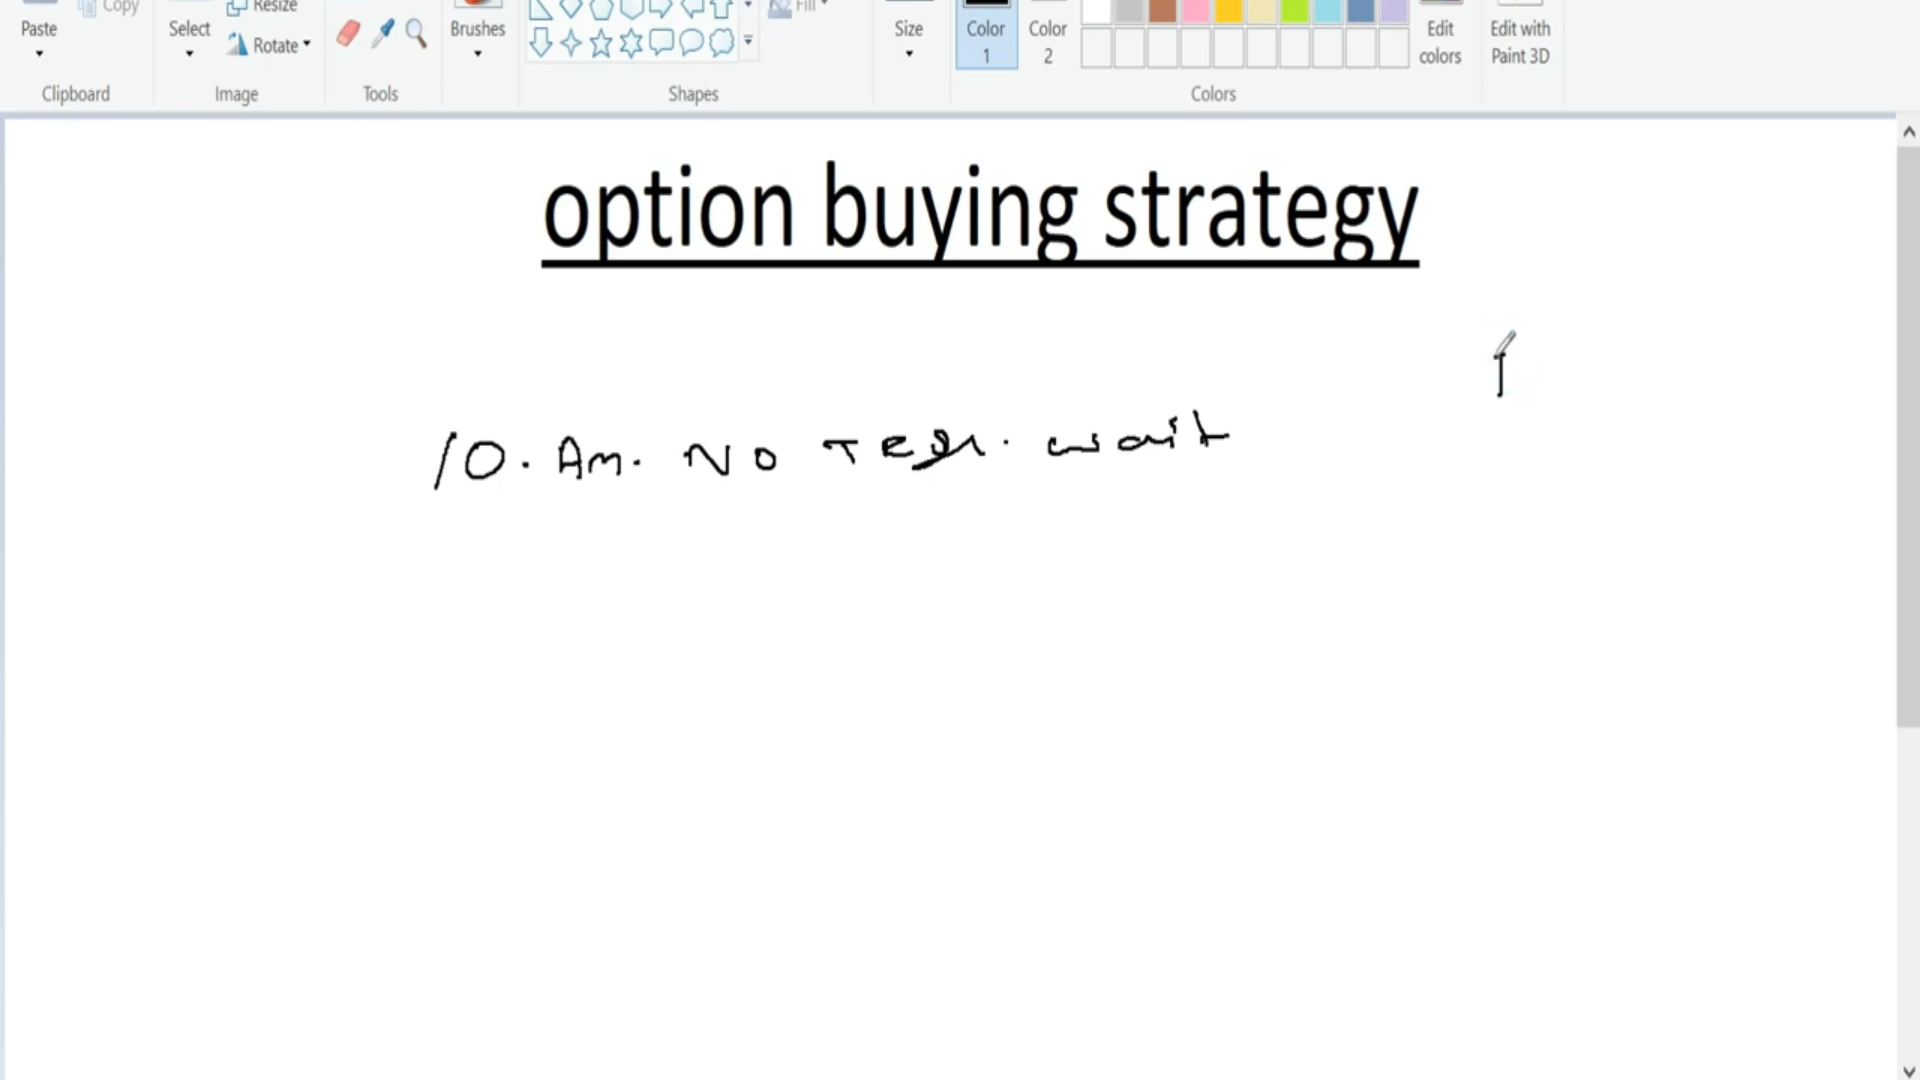 Paste
Copy
Select
Resize
Rotate
Brushes
Fill
Size
Color 1
Color 2
Edit colors
Edit with Paint 3D
Clipboard
Image
Tools
Shapes
Colors
option buying strategy
10. Am. No wait